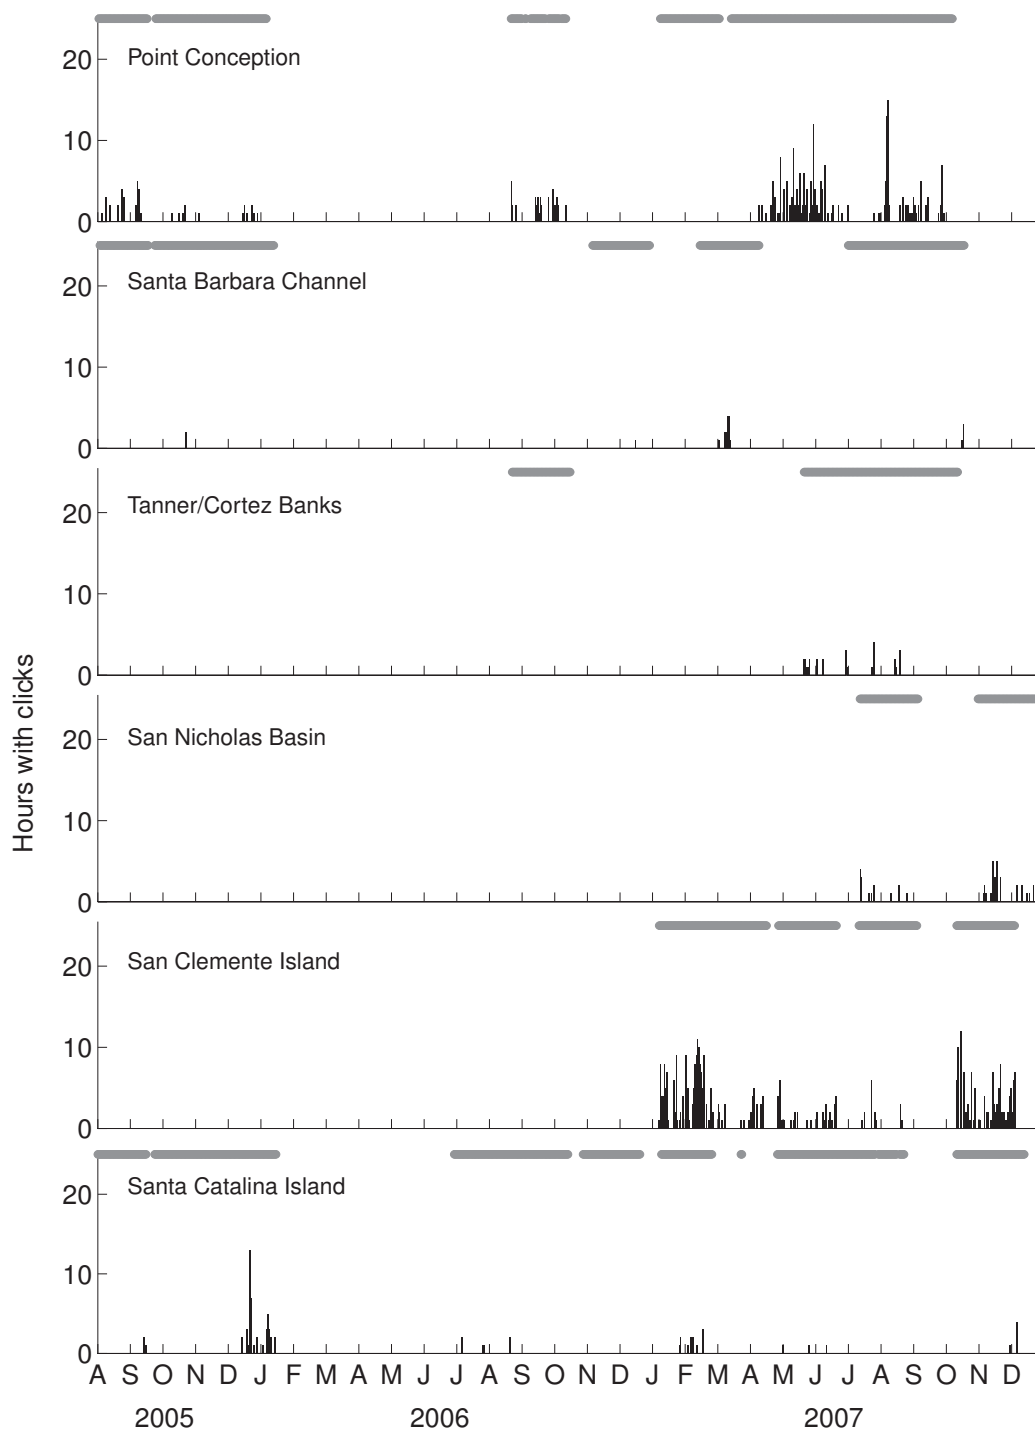 20
Point Conception
10
0
20
Santa Barbara Channel
10
0
20
Tanner/Cortez Banks
10
0
Hours with clicks
20
San Nicholas Basin
10
0
20
San Clemente Island
10
0
20
Santa Catalina Island
10
0
A S O N D J F M A M J J A S O N D J F M A M J J A S O N D
2005 2006 2007